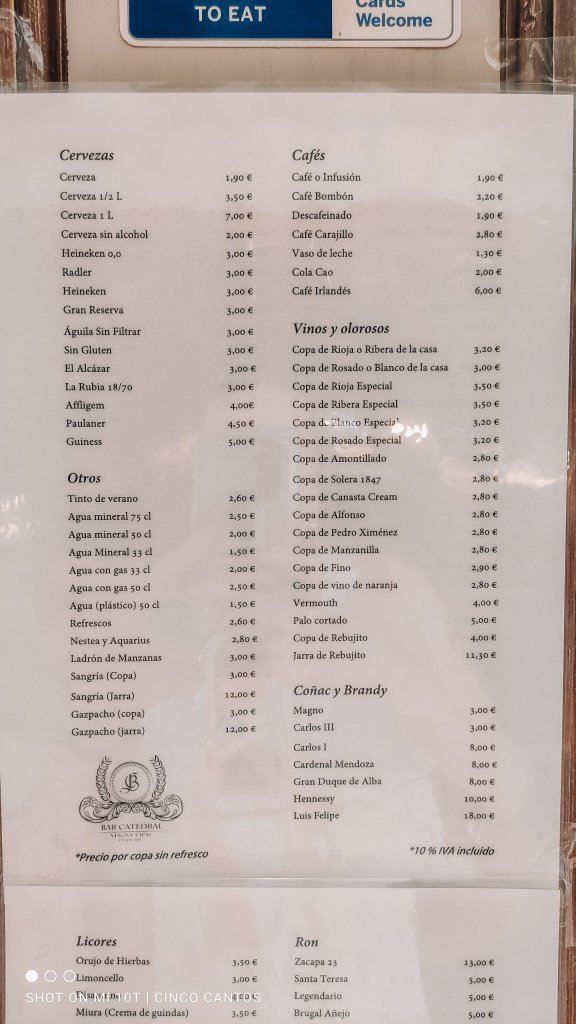 TO EAT
Cards
Welcome
Cervezas
Cerveza 1,90 €
Cerveza 1/2 L 3,50 €
Cerveza 1 L 7,00 €
Cerveza sin alcohol 2,00 €
Heineken 0,0 3,00 €
Radler 3,00 €
Heineken 3,00 €
Gran Reserva 3,00 €
Águila Sin Filtrar 3,00 €
Sin Gluten 3,00 €
El Alcázar 3,00 €
La Rubia 18/70 3,00 €
Affligem 4,00€
Paulaner 4,50 €
Guiness 5,00 €
Otros
Tinto de verano 2,60 €
Agua mineral 75 cl 2,50 €
Agua mineral 50 cl 2,00 €
Agua Mineral 33 cl 1,50 €
Agua con gas 33 cl 2,00 €
Agua con gas 50 cl 2,50 €
Agua (plástico) 50 cl 1,50 €
Refrescos 2,60 €
Nestea y Aquarius 2,80 €
Ladrón de Manzanas 3,00 €
Sangría (Copa) 3,00 €
Sangría (Jarra) 12,00 €
Gazpacho (copa) 3,00 €
Gazpacho (jarra) 12,00 €
BAR CATEDRAL
VINOS Y TAPAS
*Precio por copa sin refresco
Cafés
Café o Infusión 1,90 €
Café Bombón 2,20 €
Descafeinado 1,90 €
Café Carajillo 2,80 €
Vaso de leche 1,30 €
Cola Cao 2,00 €
Café Irlandés 6,00 €
Vinos y olorosos
Copa de Rioja o Ribera de la casa 3,20 €
Copa de Rosado o Blanco de la casa 3,00 €
Copa de Rioja Especial 3,50 €
Copa de Ribera Especial 3,50 €
Copa de Blanco Especial 3,20 €
Copa de Rosado Especial 3,20 €
Copa de Amontillado 2,80 €
Copa de Solera 1847 2,80 €
Copa de Canasta Cream 2,80 €
Copa de Alfonso 2,80 €
Copa de Pedro Ximénez 2,80 €
Copa de Manzanilla 2,80 €
Copa de Fino 2,90 €
Copa de vino de naranja 2,80 €
Vermouth 4,00 €
Palo cortado 5,00 €
Copa de Rebujito 4,00 €
Jarra de Rebujito 11,30 €
Coñac y Brandy
Magno 3,00 €
Carlos III 3,00 €
Carlos I 8,00 €
Cardenal Mendoza 8,00 €
Gran Duque de Alba 8,00 €
Hennessy 10,00 €
Luis Felipe 18,00 €
*10 % IVA incluido
Licores
Orujo de Hierbas 3,50 €
Limoncello 3,00 €
Miura (Crema de guindas) 3,50 €
Ron
Zacapa 23 13,00 €
Santa Teresa 5,00 €
Legendario 5,00 €
Brugal Añejo 5,00 €
SHOT ON MI 10T | CINCO CANTOS